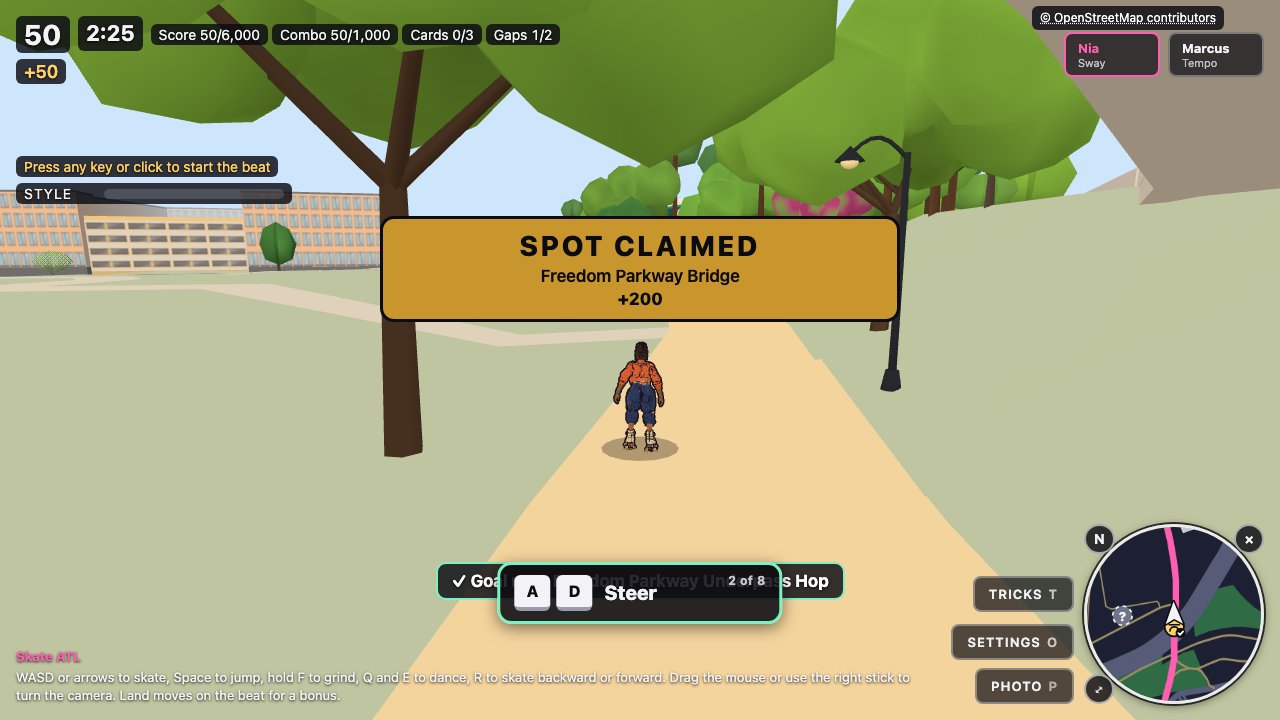 50
2:25
Score 50/6,000
Combo 50/1,000
Cards 0/3
Gaps 1/2
+50
© OpenStreetMap contributors
Nia
Sway
Marcus
Tempo
Press any key or click to start the beat
STYLE
SPOT CLAIMED
Freedom Parkway Bridge
+200
✓ Goal Freedom Parkway Underpass Hop
A D Steer
2 of 8
N
×
?
TRICKS T
SETTINGS O
PHOTO P
Skate ATL
WASD or arrows to skate, Space to jump, hold F to grind, Q and E to dance, R to skate backward or forward. Drag the mouse or use the right stick to
turn the camera. Land moves on the beat for a bonus.